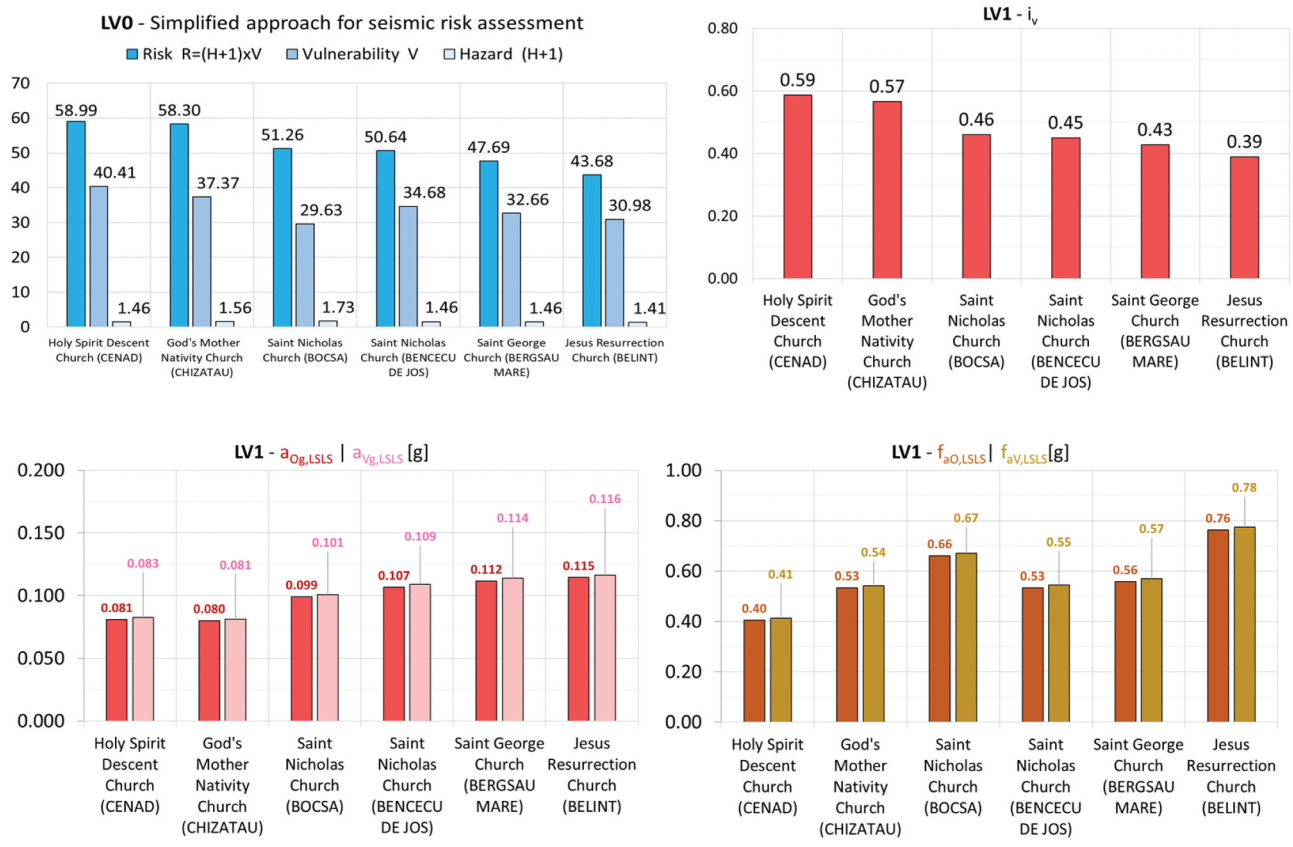 LV0 - Simplified approach for seismic risk assessment
Risk R=(H+1)xV Vulnerability V Hazard (H+1)
70
60
50
40
30
20
10
0
58.99
40.41
1.46
58.30
37.37
1.56
51.26
29.63
1.73
50.64
34.68
1.46
47.69
32.66
1.46
43.68
30.98
1.41
Holy Spirit Descent
Church (CENAD)
God's Mother
Nativity Church
(CHIZATAU)
Saint Nicholas
Church (BOCSA)
Saint Nicholas
Church (BENCECU
DE JOS)
Saint George
Church (BERGSAU
MARE)
Jesus Resurrection
Church (BELINT)
LV1 - iv
0.80
0.60
0.40
0.20
0.00
0.59
0.57
0.46
0.45
0.43
0.39
Holy Spirit
Descent
Church
(CENAD)
God's
Mother
Nativity
Church
(CHIZATAU)
Saint
Nicholas
Church
(BOCSA)
Saint
Nicholas
Church
(BENCECU
DE JOS)
Saint George
Church
(BERGSAU
MARE)
Jesus
Resurrection
Church
(BELINT)
LV1 - aOg,LSLS | aVg,LSLS [g]
0.200
0.150
0.100
0.050
0.000
0.081
0.083
0.080
0.081
0.099
0.101
0.107
0.109
0.112
0.114
0.115
0.116
Holy Spirit
Descent
Church
(CENAD)
God's
Mother
Nativity
Church
(CHIZATAU)
Saint
Nicholas
Church
(BOCSA)
Saint
Nicholas
Church
(BENCECU
DE JOS)
Saint George
Church
(BERGSAU
MARE)
Jesus
Resurrection
Church
(BELINT)
LV1 - faO,LSLS| faV,LSLS[g]
1.00
0.80
0.60
0.40
0.20
0.00
0.40
0.41
0.53
0.54
0.66
0.67
0.53
0.55
0.56
0.57
0.76
0.78
Holy Spirit
Descent
Church
(CENAD)
God's
Mother
Nativity
Church
(CHIZATAU)
Saint
Nicholas
Church
(BOCSA)
Saint
Nicholas
Church
(BENCECU
DE JOS)
Saint George
Church
(BERGSAU
MARE)
Jesus
Resurrection
Church
(BELINT)